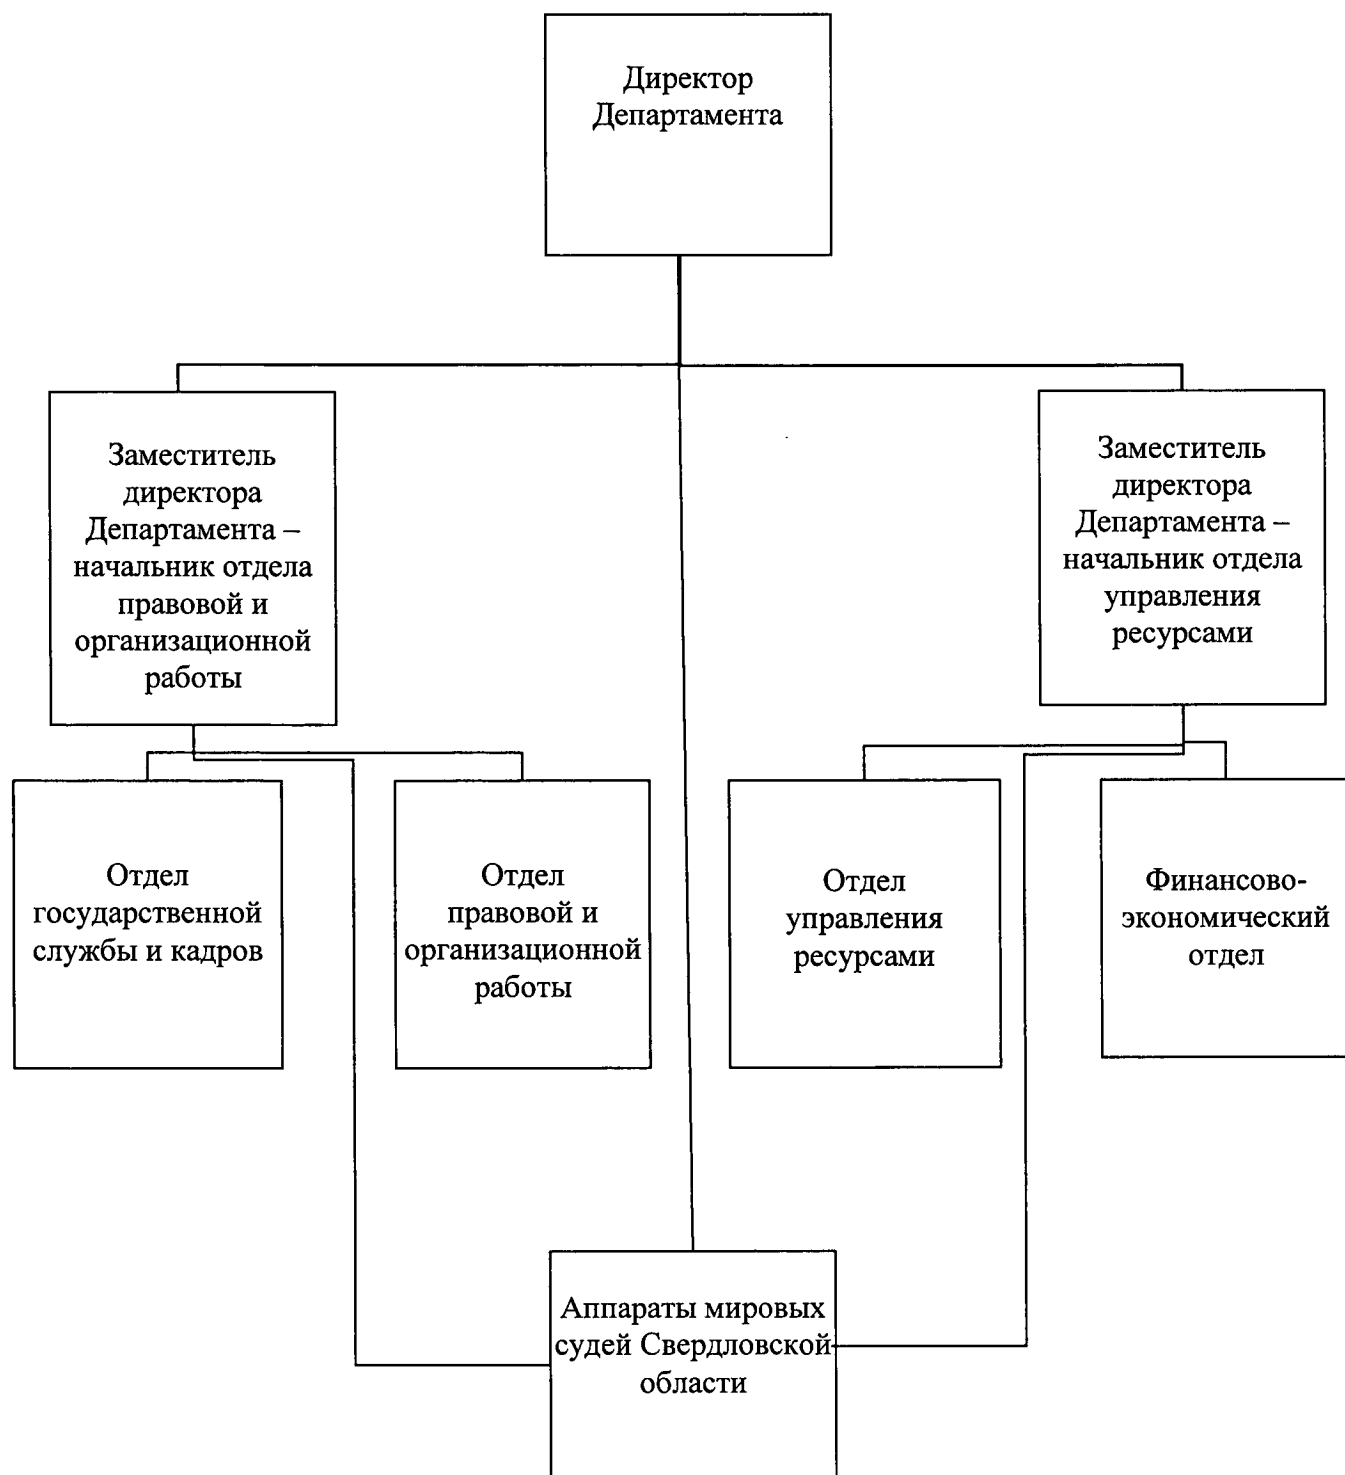 Директор
Департамента
Заместитель
директора
Департамента –
начальник отдела
правовой и
организационной
работы
Заместитель
директора
Департамента –
начальник отдела
управления
ресурсами
Отдел
государственной
службы и кадров
Отдел
правовой и
организационной
работы
Отдел
управления
ресурсами
Финансово-
экономический
отдел
Аппараты мировых
судей Свердловской
области